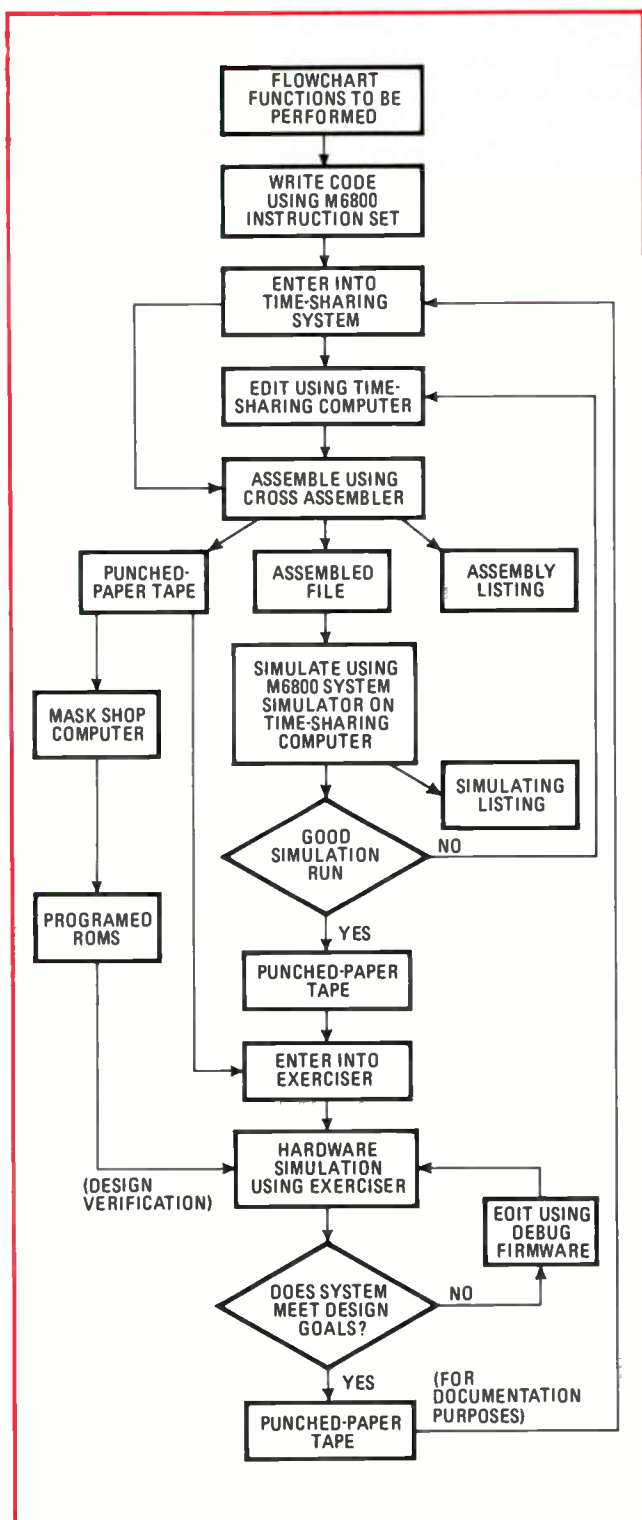 FLOWCHART
FUNCTIONS TO BE
PERFORMED
WRITE CODE
USING M6800
INSTRUCTION SET
ENTER INTO
TIME-SHARING
SYSTEM
EDIT USING TIME-
SHARING COMPUTER
ASSEMBLE USING
CROSS ASSEMBLER
PUNCHED-
PAPER TAPE
ASSEMBLED
FILE
ASSEMBLY
LISTING
MASK SHOP
COMPUTER
SIMULATE USING
M6800 SYSTEM
SIMULATOR ON
TIME-SHARING
COMPUTER
SIMULATING
LISTING
GOOD
SIMULATION
RUN
NO
PROGRAMED
ROMS
YES
PUNCHED-PAPER
TAPE
ENTER INTO
EXERCISER
HARDWARE
SIMULATION
USING EXERCISER
(DESIGN
VERIFICATION)
EDIT USING
DEBUG
FIRMWARE
DOES SYSTEM
MEET DESIGN
GOALS?
NO
YES
PUNCHED-PAPER
TAPE
(FOR
DOCUMENTATION
PURPOSES)